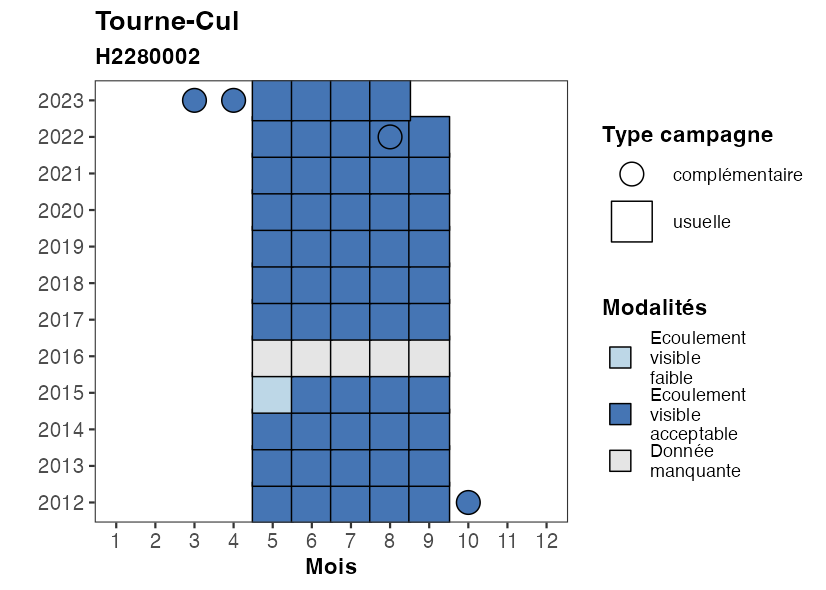 Tourne-Cul
H2280002
2023
2022
2021
2020
2019
2018
2017
2016
2015
2014
2013
2012
1 2 3 4 5 6 7 8 9 10 11 12
Mois
Type campagne
complémentaire
usuelle
Modalités
Ecoulement
visible
faible
Ecoulement
visible
acceptable
Donnée
manquante